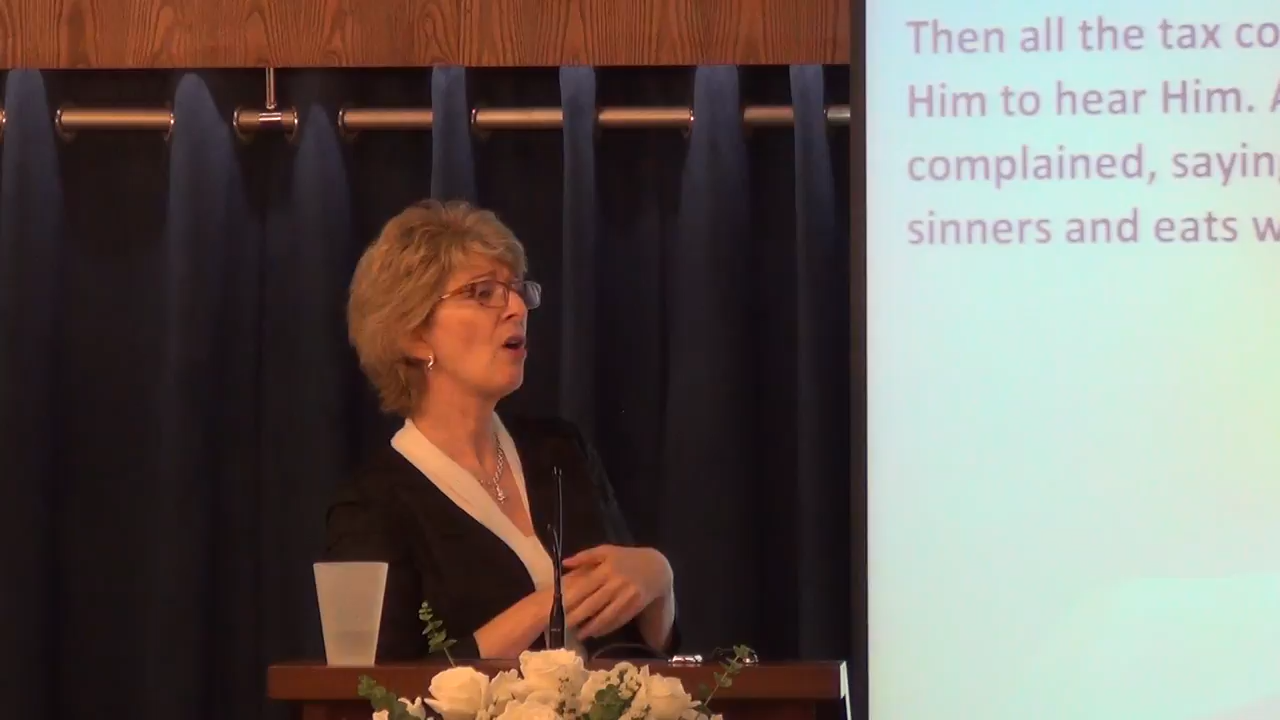 Then all the tax co
Him to hear Him.
complained, sayin
sinners and eats w